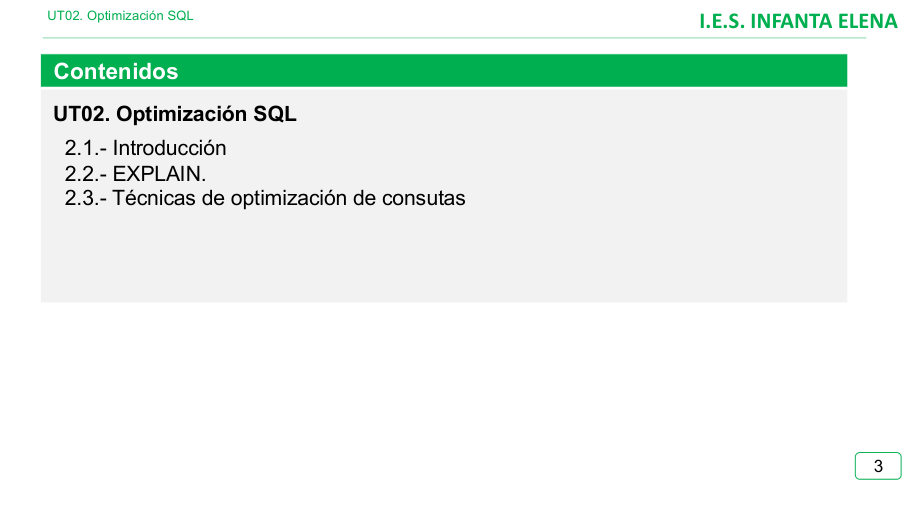 UT02. Optimización SQL
I.E.S. INFANTA ELENA
Contenidos
UT02. Optimización SQL
2.1.- Introducción
2.2.- EXPLAIN.
2.3.- Técnicas de optimización de consutas
3